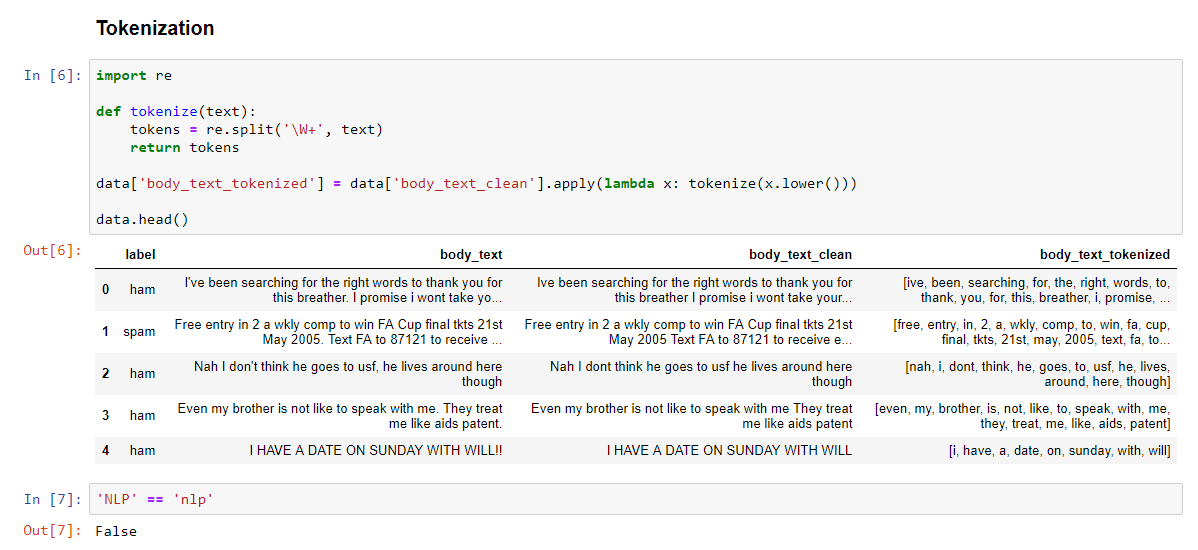 Tokenization
In [6]: import re
def tokenize(text):
    tokens = re.split('\W+', text)
    return tokens
data['body_text_tokenized'] = data['body_text_clean'].apply(lambda x: tokenize(x.lower()))
data.head()
Out[6]:
label body_text body_text_clean body_text_tokenized
0 ham I've been searching for the right words to thank you for Ive been searching for the right words to thank you for [ive, been, searching, for, the, right, words, to,
this breather. I promise i wont take yo... this breather I promise i wont take your... thank, you, for, this, breather, i, promise, ...
1 spam Free entry in 2 a wkly comp to win FA Cup final tkts 21st Free entry in 2 a wkly comp to win FA Cup final tkts 21st [free, entry, in, 2, a, wkly, comp, to, win, fa, cup,
May 2005. Text FA to 87121 to receive ... May 2005 Text FA to 87121 to receive e... final, tkts, 21st, may, 2005, text, fa, to...
2 ham Nah I don't think he goes to usf, he lives around here Nah I dont think he goes to usf he lives around here [nah, i, dont, think, he, goes, to, usf, he, lives,
though though around, here, though]
3 ham Even my brother is not like to speak with me. They treat Even my brother is not like to speak with me They treat [even, my, brother, is, not, like, to, speak, with, me,
me like aids patent. me like aids patent they, treat, me, like, aids, patent]
4 ham I HAVE A DATE ON SUNDAY WITH WILL!! I HAVE A DATE ON SUNDAY WITH WILL [i, have, a, date, on, sunday, with, will]
In [7]: 'NLP' == 'nlp'
Out[7]: False